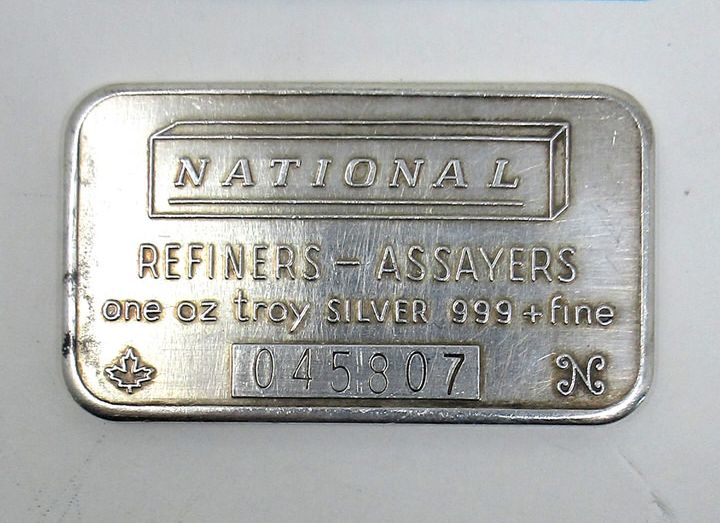 NATIONAL
REFINERS – ASSAYERS
one oz troy SILVER 999 + fine
045807
N